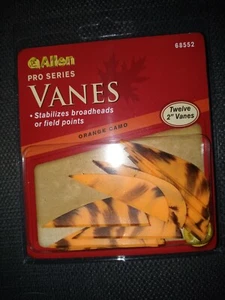 Allen
68552
PRO SERIES
VANES
• Stabilizes broadheads
or field points
ORANGE CAMO
Twelve
2" Vanes